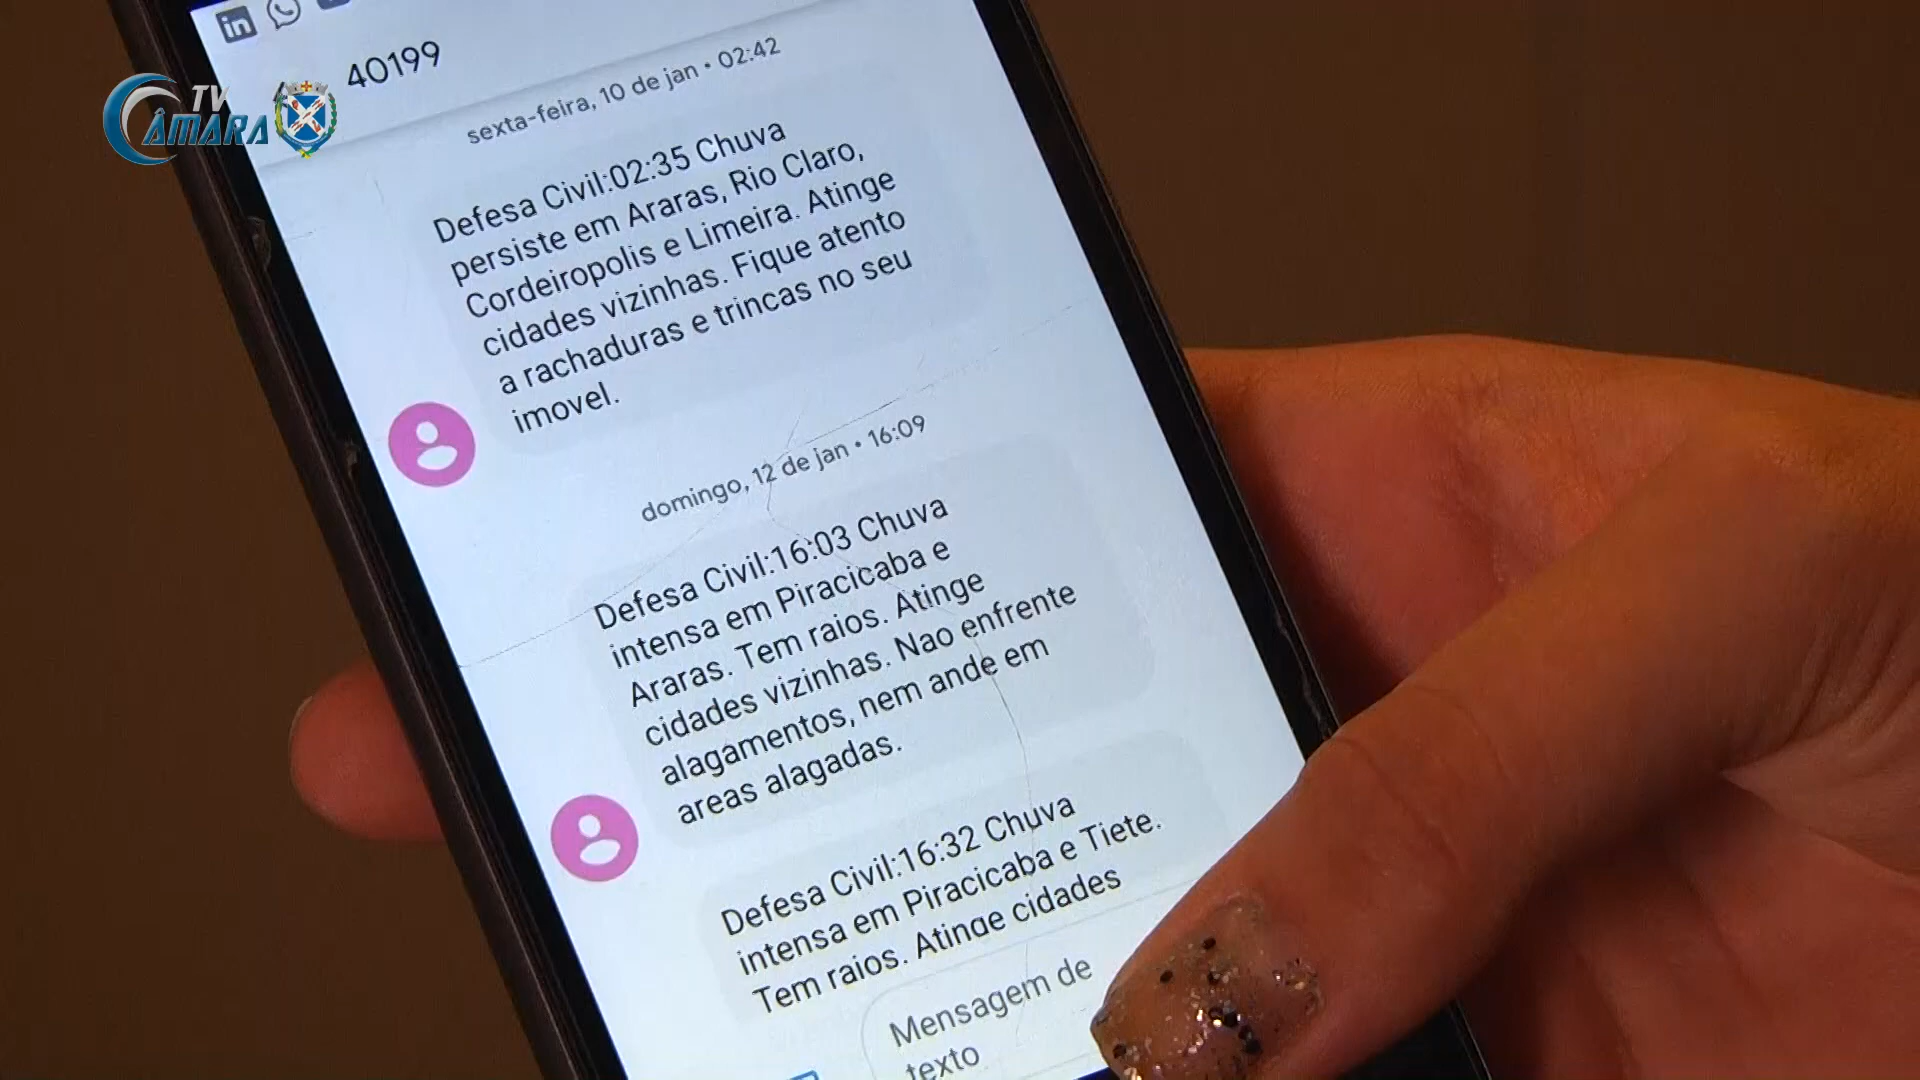 TV
CÂMARA
40199
sexta-feira, 10 de jan • 02:42
Defesa Civil:02:35 Chuva
persiste em Araras, Rio Claro,
Cordeiropolis e Limeira. Atinge
cidades vizinhas. Fique atento
a rachaduras e trincas no seu
imovel.
domingo, 12 de jan • 16:09
Defesa Civil:16:03 Chuva
intensa em Piracicaba e
Araras. Tem raios. Atinge
cidades vizinhas. Nao enfrente
alagamentos, nem ande em
areas alagadas.
Defesa Civil:16:32 Chuva
intensa em Piracicaba e Tiete.
Tem raios. Atinge cidades
Mensagem de
texto